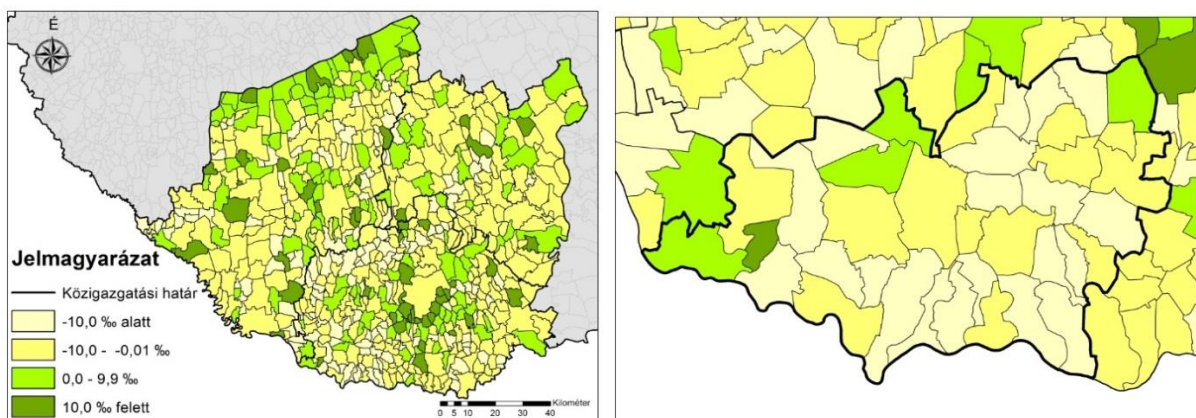 É
Jelmagyarázat
Közigazgatási határ
-10,0 ‰ alatt
-10,0 - -0,01 ‰
0,0 - 9,9 ‰
10,0 ‰ felett
Kilométer
0 5 10 20 30 40